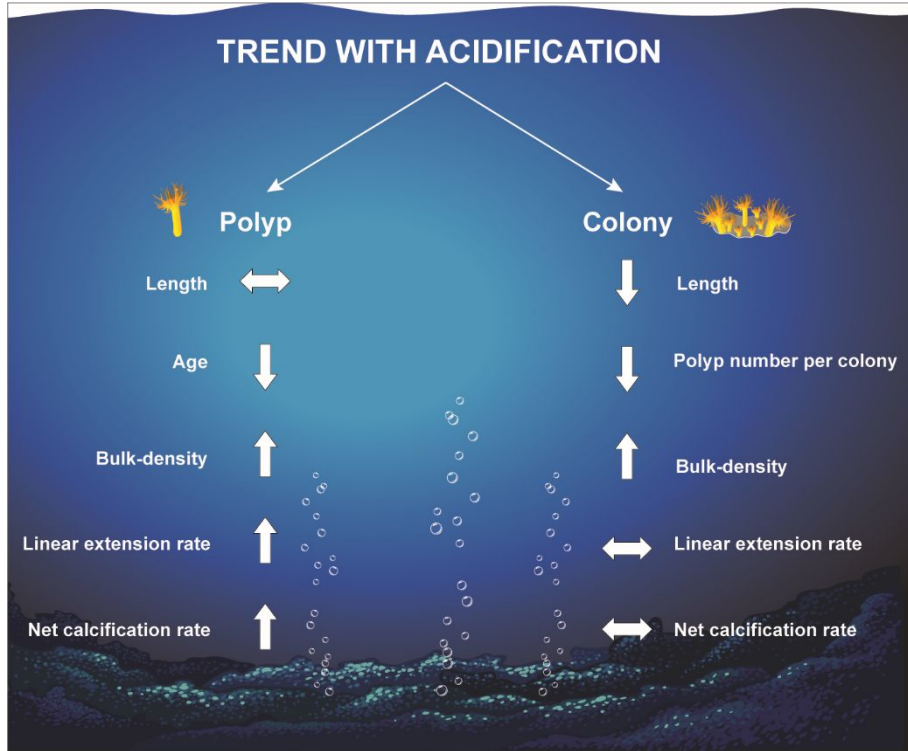 TREND WITH ACIDIFICATION
Polyp
Length
Age
Bulk-density
Linear extension rate
Net calcification rate
Colony
Length
Polyp number per colony
Bulk-density
Linear extension rate
Net calcification rate